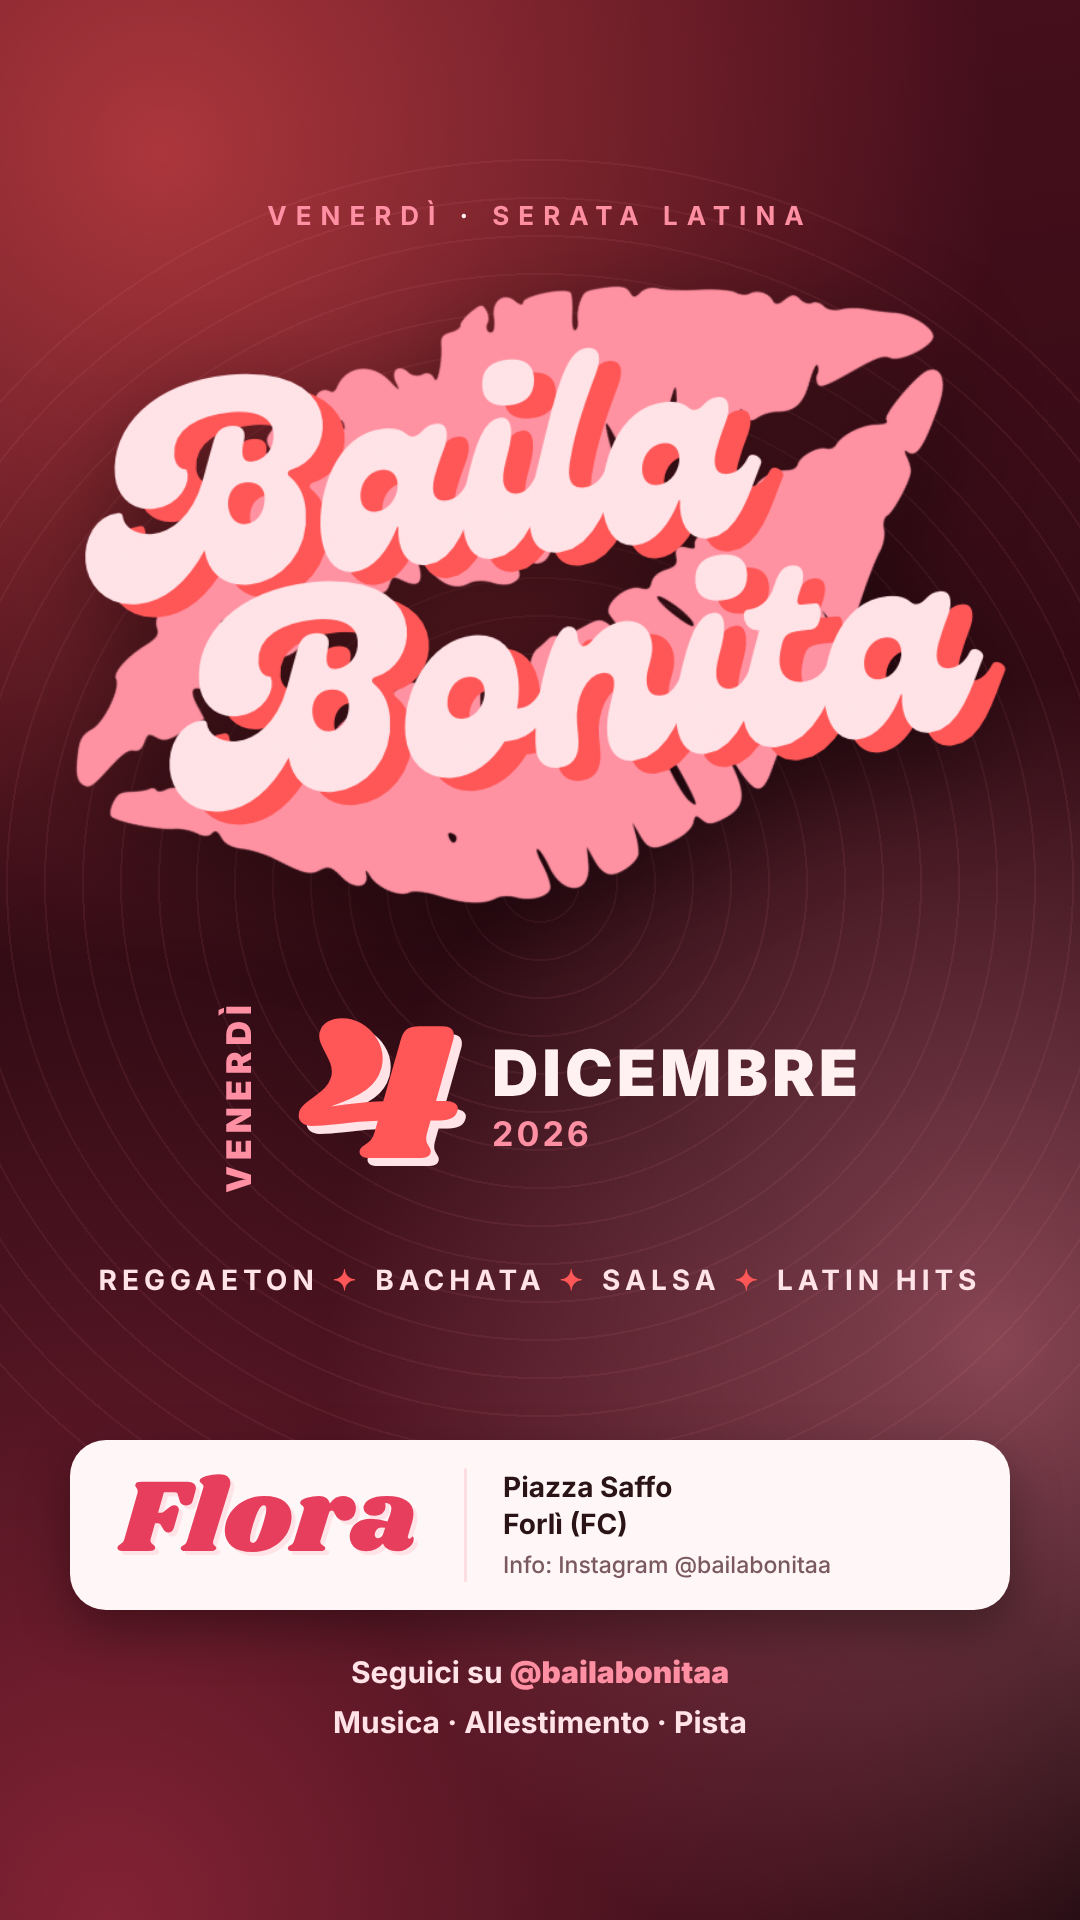 VENERDÌ · SERATA LATINA
Baila
Bonita
VENERDÌ
4
DICEMBRE
2026
REGGAETON ✦ BACHATA ✦ SALSA ✦ LATIN HITS
Flora
Piazza Saffo
Forlì (FC)
Info: Instagram @bailabonitaa
Seguici su @bailabonitaa
Musica · Allestimento · Pista